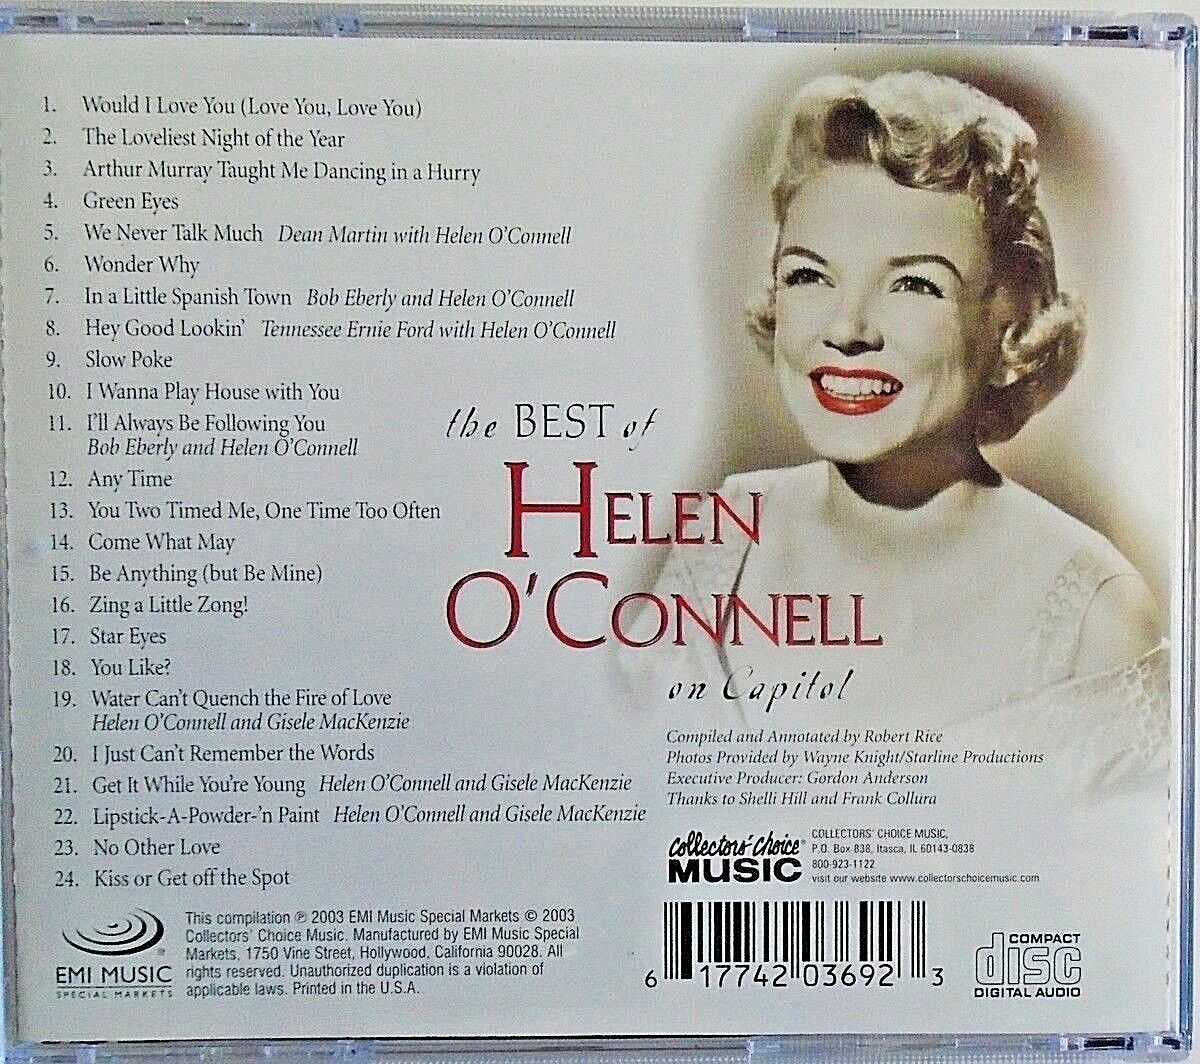 1. Would I Love You (Love You, Love You)
2. The Loveliest Night of the Year
3. Arthur Murray Taught Me Dancing in a Hurry
4. Green Eyes
5. We Never Talk Much Dean Martin with Helen O'Connell
6. Wonder Why
7. In a Little Spanish Town Bob Eberly and Helen O'Connell
8. Hey Good Lookin' Tennessee Ernie Ford with Helen O'Connell
9. Slow Poke
10. I Wanna Play House with You
11. I'll Always Be Following You
Bob Eberly and Helen O'Connell
12. Any Time
13. You Two Timed Me, One Time Too Often
14. Come What May
15. Be Anything (but Be Mine)
16. Zing a Little Zong!
17. Star Eyes
18. You Like?
19. Water Can't Quench the Fire of Love
Helen O'Connell and Gisele MacKenzie
20. I Just Can't Remember the Words
21. Get It While You're Young Helen O'Connell and Gisele MacKenzie
22. Lipstick-A-Powder-'n Paint Helen O'Connell and Gisele MacKenzie
23. No Other Love
24. Kiss or Get off the Spot
the BEST of
HELEN
O'CONNELL
on Capitol
Compiled and Annotated by Robert Rice
Photos Provided by Wayne Knight/Starline Productions
Executive Producer: Gordon Anderson
Thanks to Shelli Hill and Frank Collura
collectors' choice®
MUSIC
COLLECTORS' CHOICE MUSIC,
P.O. Box 838, Itasca, IL 60143-0838
800-923-1122
visit our website www.collectorschoicemusic.com
EMI MUSIC
SPECIAL MARKETS
This compilation ℗ 2003 EMI Music Special Markets © 2003
Collectors' Choice Music. Manufactured by EMI Music Special
Markets, 1750 Vine Street, Hollywood, California 90028. All
rights reserved. Unauthorized duplication is a violation of
applicable laws. Printed in the U.S.A.
6 17742 03692 3
COMPACT
disc
DIGITAL AUDIO